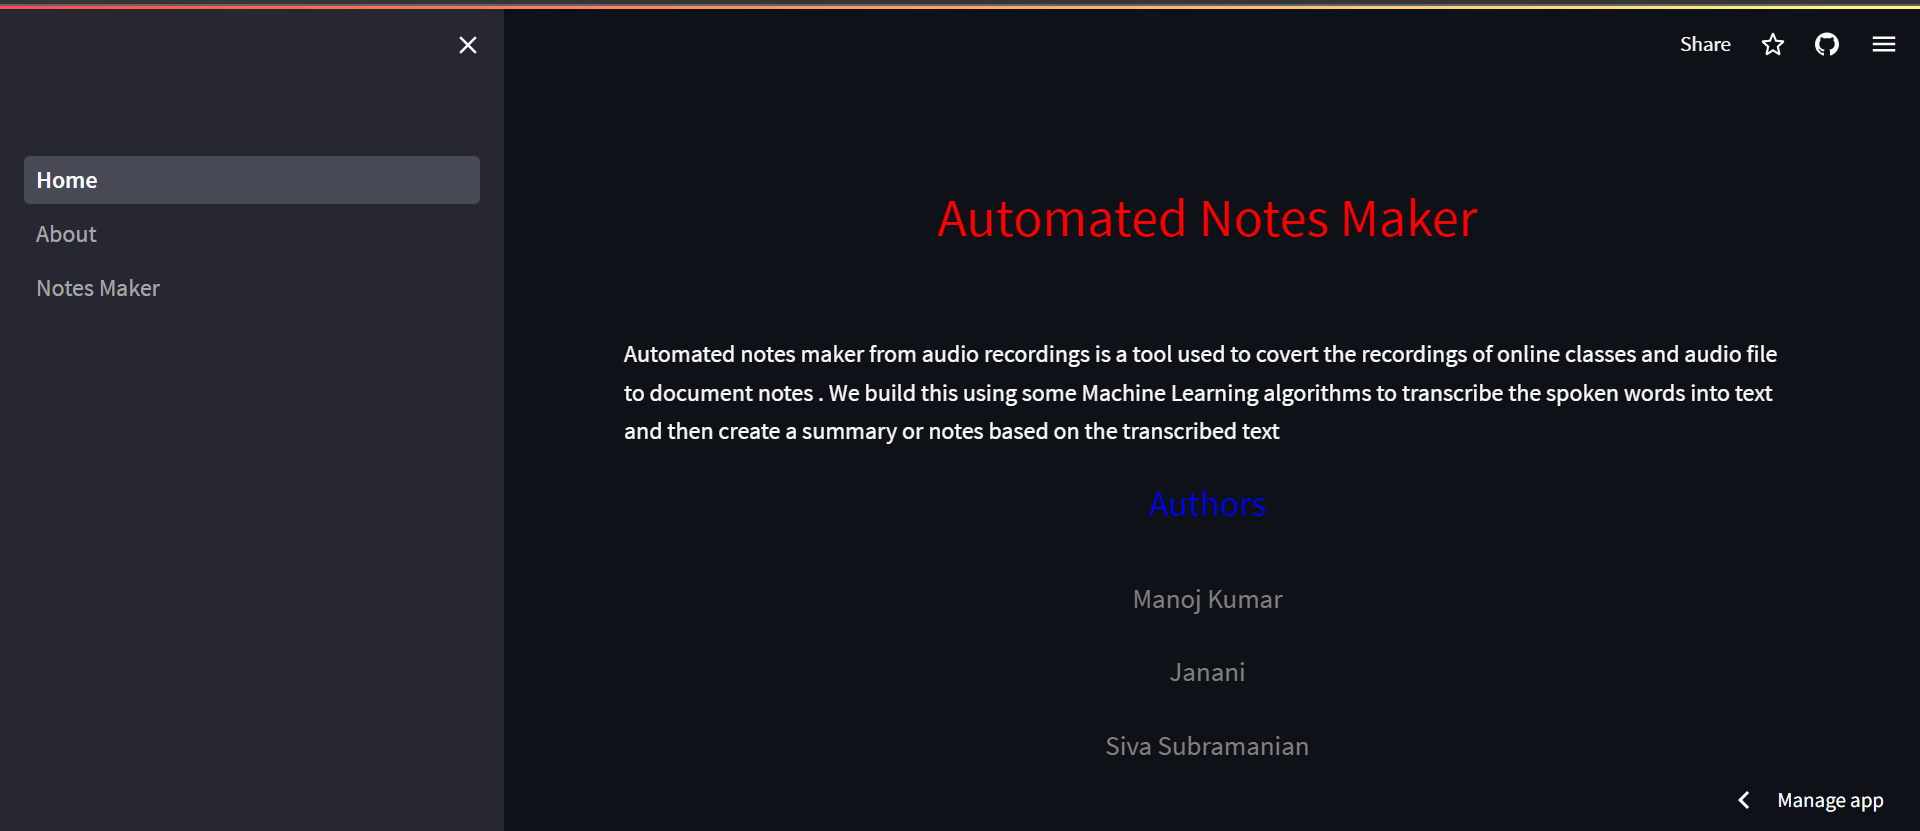 Share
Home
About
Notes Maker
Automated Notes Maker
Automated notes maker from audio recordings is a tool used to covert the recordings of online classes and audio file
to document notes . We build this using some Machine Learning algorithms to transcribe the spoken words into text
and then create a summary or notes based on the transcribed text
Authors
Manoj Kumar
Janani
Siva Subramanian
Manage app